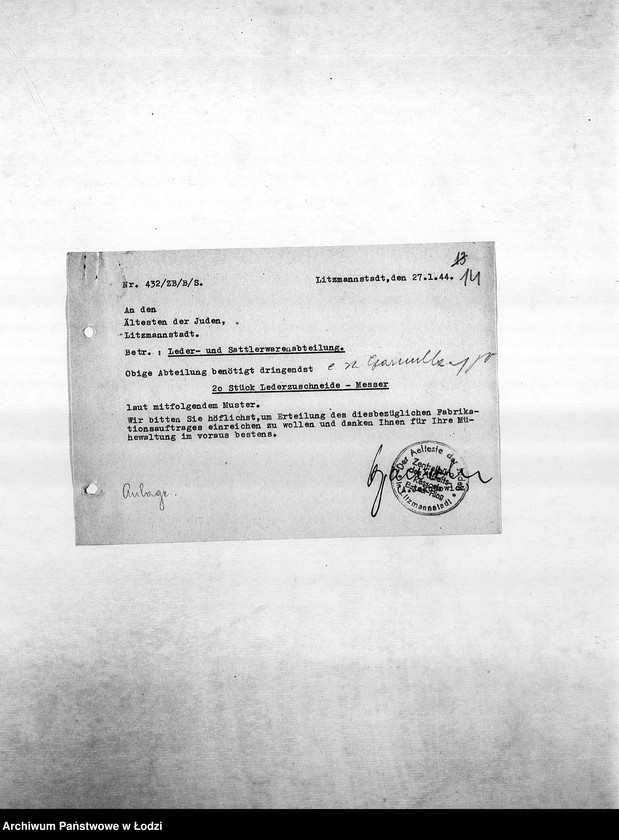 13
14
Nr. 432/ZB/B/S.
Litzmannstadt,den 27.1.44.
An den
Ältesten der Juden,
Litzmannstadt.
Betr. : Leder- und Sattlerwarenabteilung.
Obige Abteilung benötigt dringendst
2o Stück Lederzuschneide - Messer
laut mitfolgendem Muster.
Wir bitten Sie höflichst,um Erteilung des diesbezüglichen Fabrika-
tionsauftrages einreichen zu wollen und danken Ihnen für Ihre Mü-
hewaltung im voraus bestens.
Der Aelteste der
in Litzmannstadt
Anlage.
Archiwum Państwowe w Łodzi